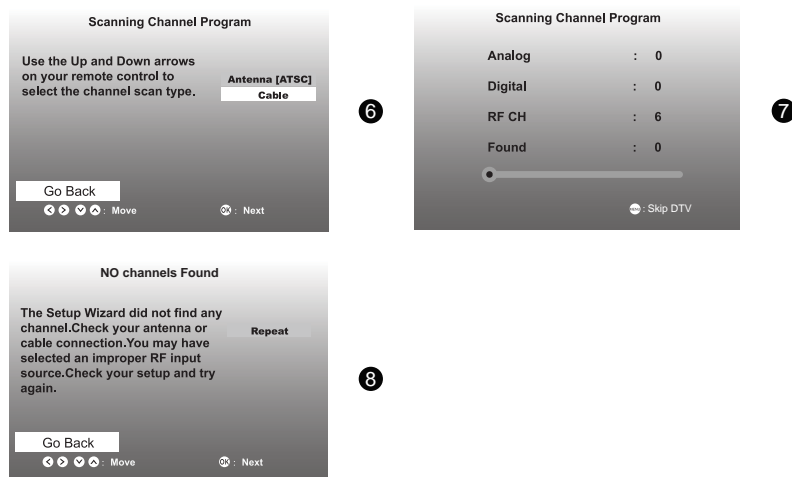 Scanning Channel Program
Use the Up and Down arrows
on your remote control to
select the channel scan type.
Antenna [ATSC]
Cable
Go Back
: Move
OK : Next
6
Scanning Channel Program
Analog : 0
Digital : 0
RF CH : 6
Found : 0
MENU : Skip DTV
7
NO channels Found
The Setup Wizard did not find any
channel.Check your antenna or
cable connection.You may have
selected an improper RF input
source.Check your setup and try
again.
Repeat
Go Back
: Move
OK : Next
8